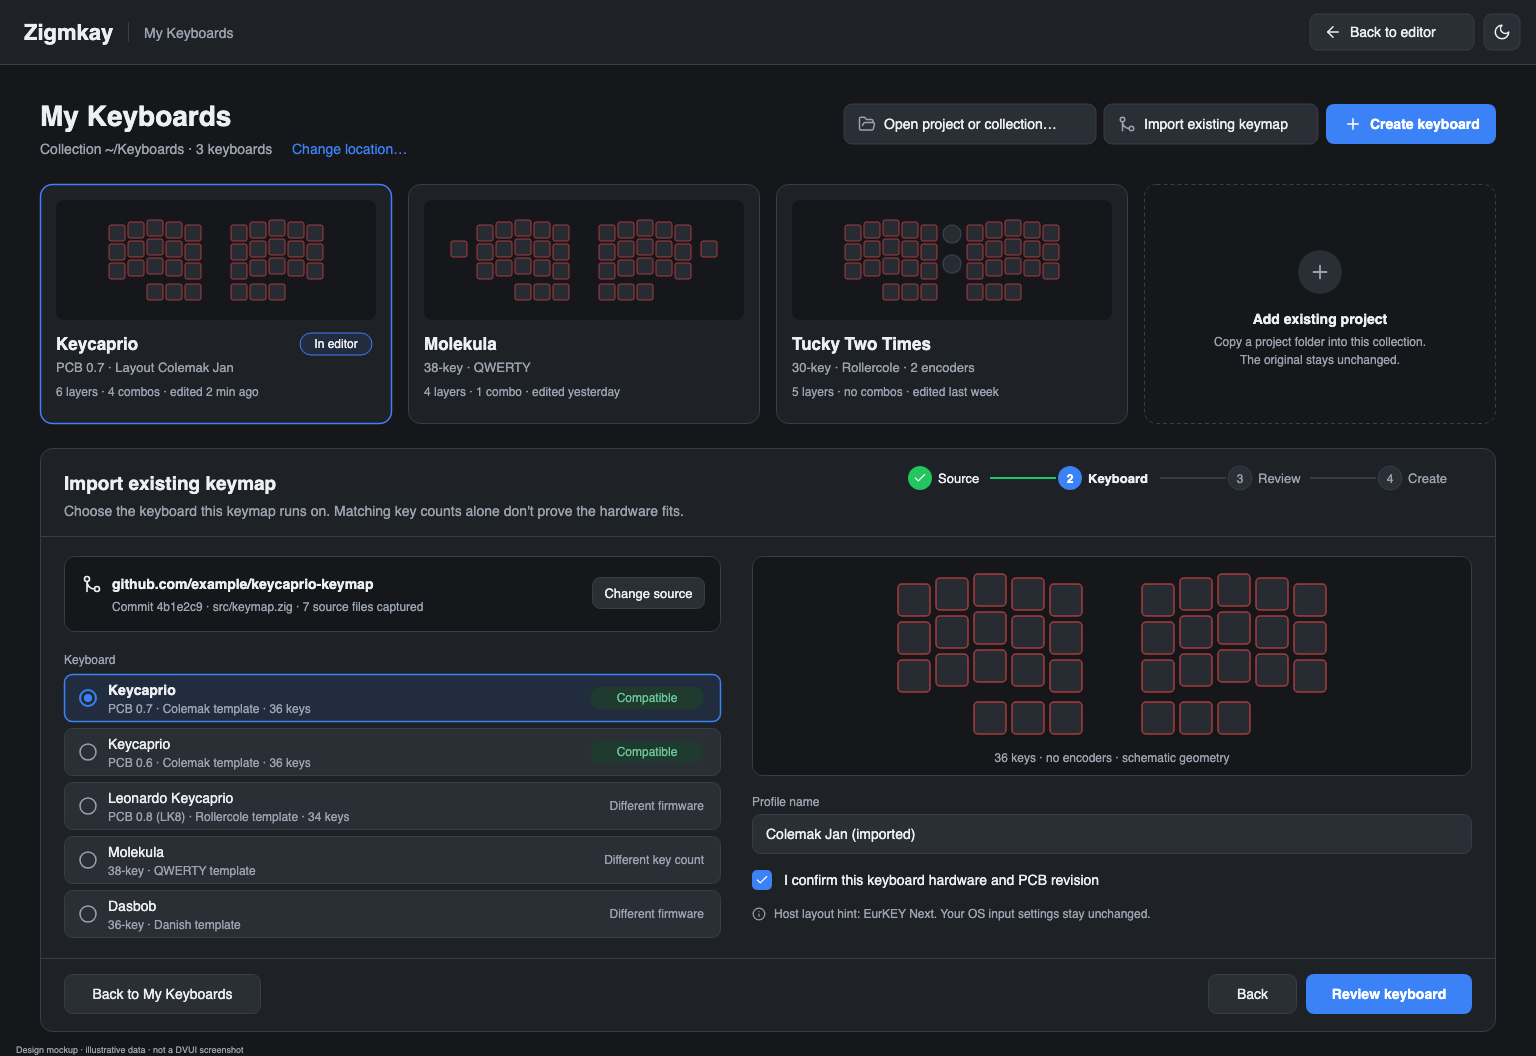 Zigmkay
My Keyboards
Back to editor
My Keyboards
Collection ~/Keyboards · 3 keyboards
Change location…
Open project or collection…
Import existing keymap
Create keyboard
Keycaprio
In editor
PCB 0.7 · Layout Colemak Jan
6 layers · 4 combos · edited 2 min ago
Molekula
38-key · QWERTY
4 layers · 1 combo · edited yesterday
Tucky Two Times
30-key · Rollercole · 2 encoders
5 layers · no combos · edited last week
Add existing project
Copy a project folder into this collection.
The original stays unchanged.
Import existing keymap
Choose the keyboard this keymap runs on. Matching key counts alone don't prove the hardware fits.
Source
2 Keyboard
3 Review
4 Create
github.com/example/keycaprio-keymap
Commit 4b1e2c9 · src/keymap.zig · 7 source files captured
Change source
Keyboard
Keycaprio
PCB 0.7 · Colemak template · 36 keys
Compatible
Keycaprio
PCB 0.6 · Colemak template · 36 keys
Compatible
Leonardo Keycaprio
PCB 0.8 (LK8) · Rollercole template · 34 keys
Different firmware
Molekula
38-key · QWERTY template
Different key count
Dasbob
36-key · Danish template
Different firmware
36 keys · no encoders · schematic geometry
Profile name
Colemak Jan (imported)
I confirm this keyboard hardware and PCB revision
Host layout hint: EurKEY Next. Your OS input settings stay unchanged.
Back to My Keyboards
Back
Review keyboard
Design mockup · illustrative data · not a DVUI screenshot